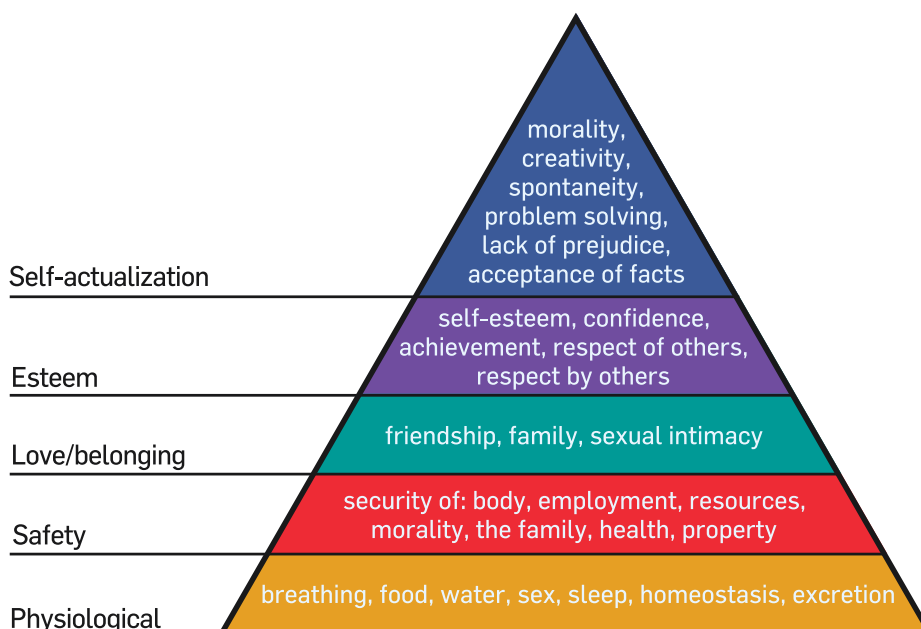 morality,
creativity,
spontaneity,
problem solving,
lack of prejudice,
acceptance of facts
Self-actualization
self-esteem, confidence,
achievement, respect of others,
respect by others
Esteem
friendship, family, sexual intimacy
Love/belonging
security of: body, employment, resources,
morality, the family, health, property
Safety
breathing, food, water, sex, sleep, homeostasis, excretion
Physiological